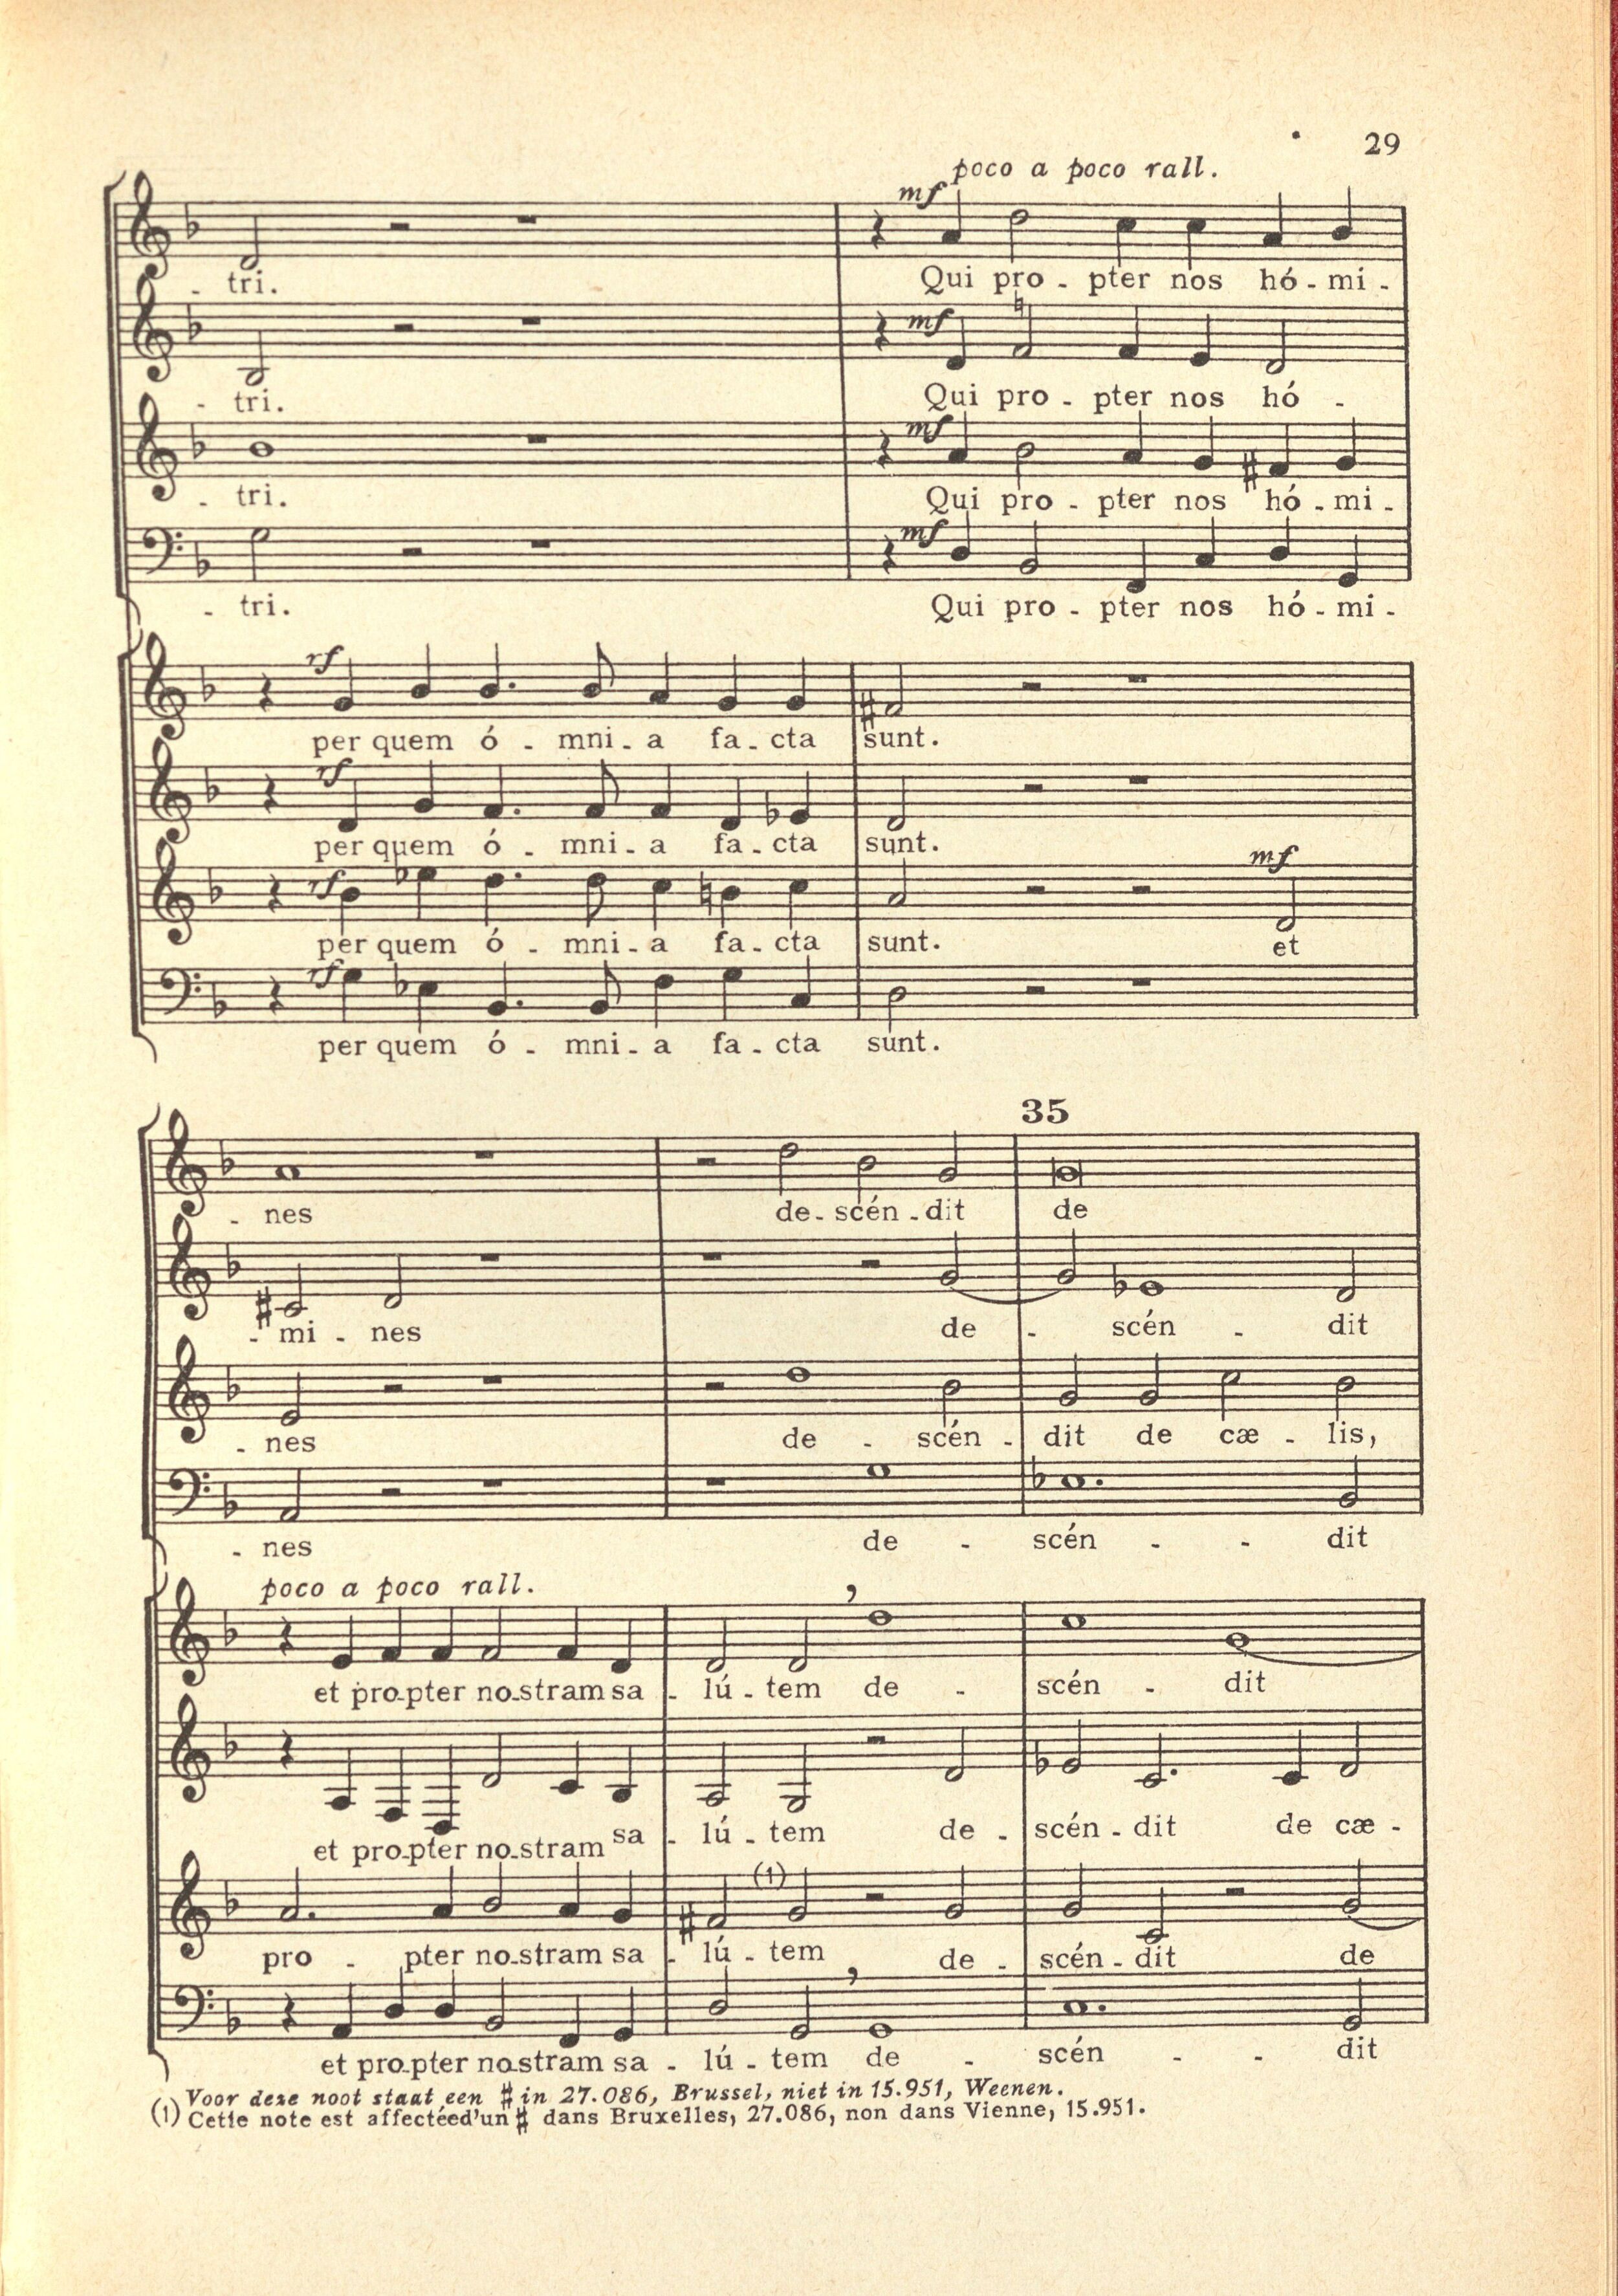 29
poco a poco rall.
mf
- tri. Qui pro - pter nos hó - mi -
mf
- tri. Qui pro - pter nos hó -
mf
- tri. Qui pro - pter nos hó - mi -
mf
- tri. Qui pro - pter nos hó - mi -
rf
per quem ó - mni - a fa - cta sunt.
rf
per quem ó - mni - a fa - cta sunt.
rf mf
per quem ó - mni - a fa - cta sunt. et
rf
per quem ó - mni - a fa - cta sunt.
35
- nes de - scén - dit de
- mi - nes de - scén - dit
- nes de - scén - dit de cæ - lis,
- nes de - scén - - dit
poco a poco rall.
et pro-pter no-stram sa - lú - tem de - scén - dit
et pro-pter no-stram sa - lú - tem de - scén - dit de cæ -
(1)
pro - pter no-stram sa - lú - tem de - scén - dit de
et pro-pter no-stram sa - lú - tem de - scén - - dit
(1) Voor deze noot staat een ♯ in 27.086, Brussel, niet in 15.951, Weenen.
Cette note est affectéed'un ♯ dans Bruxelles, 27.086, non dans Vienne, 15.951.